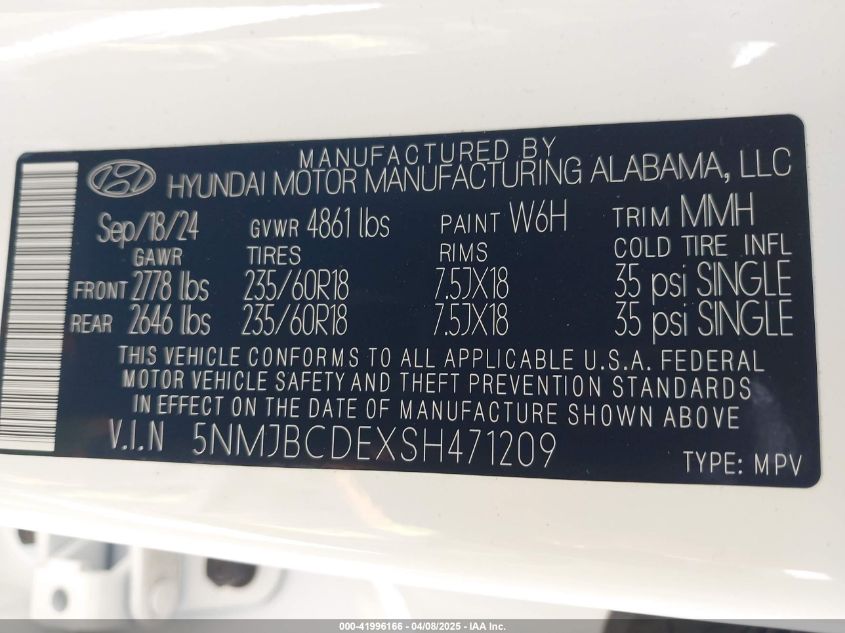 MANUFACTURED BY
HYUNDAI MOTOR MANUFACTURING ALABAMA, LLC
Sep/18/24 GVWR 4861 lbs PAINT W6H TRIM MMH
GAWR TIRES RIMS COLD TIRE INFL
FRONT 2778 lbs 235/60R18 7.5JX18 35 psi SINGLE
REAR 2646 lbs 235/60R18 7.5JX18 35 psi SINGLE
THIS VEHICLE CONFORMS TO ALL APPLICABLE U.S.A. FEDERAL
MOTOR VEHICLE SAFETY AND THEFT PREVENTION STANDARDS
IN EFFECT ON THE DATE OF MANUFACTURE SHOWN ABOVE
V.I.N 5NMJBCDEXSH471209 TYPE: MPV
000-41996166 - 04/08/2025 - IAA Inc.